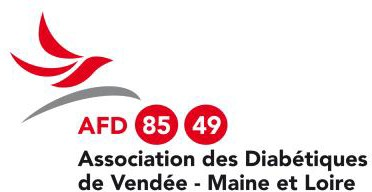 AFD 85 49
Association des Diabétiques
de Vendée - Maine et Loire